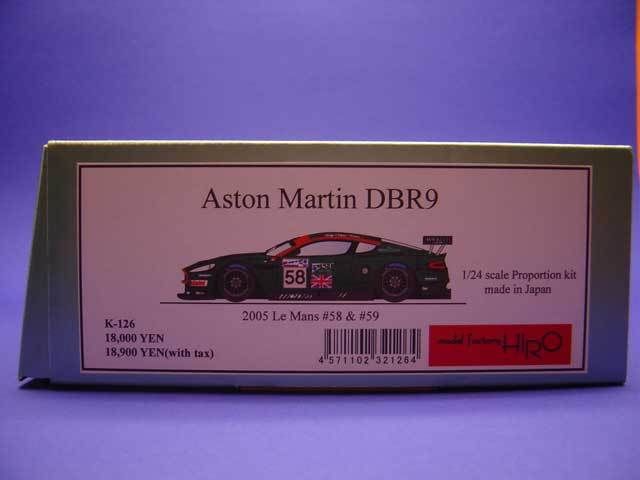 Aston Martin DBR9
58
1/24 scale Proportion kit
made in Japan
2005 Le Mans #58 & #59
K-126
18,000 YEN
18,900 YEN(with tax)
4 571102 321264
model factory HIRO